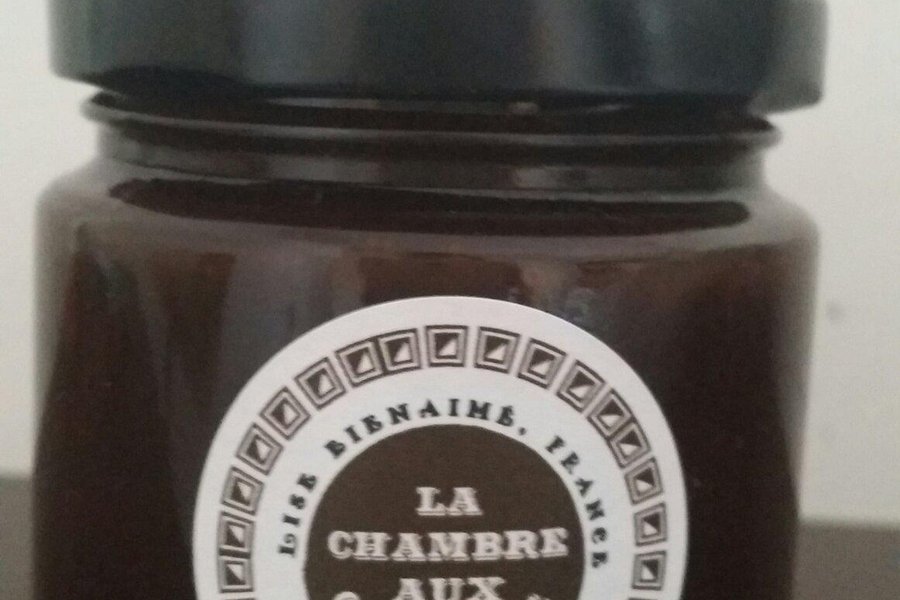 LISE BIENAIMÉ, FRANCE
LA
CHAMBRE
AUX